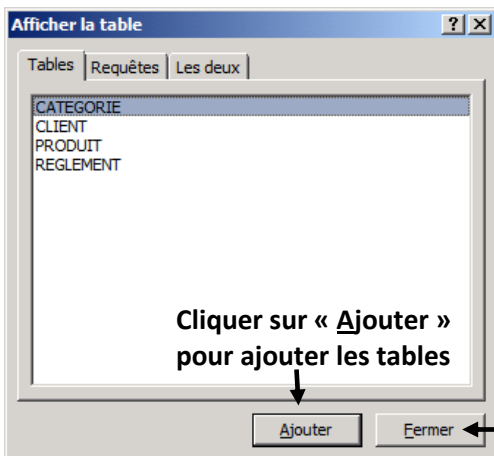 Afficher la table
Tables Requêtes Les deux
CATEGORIE
CLIENT
PRODUIT
REGLEMENT
Cliquer sur « Ajouter »
pour ajouter les tables
Ajouter Fermer